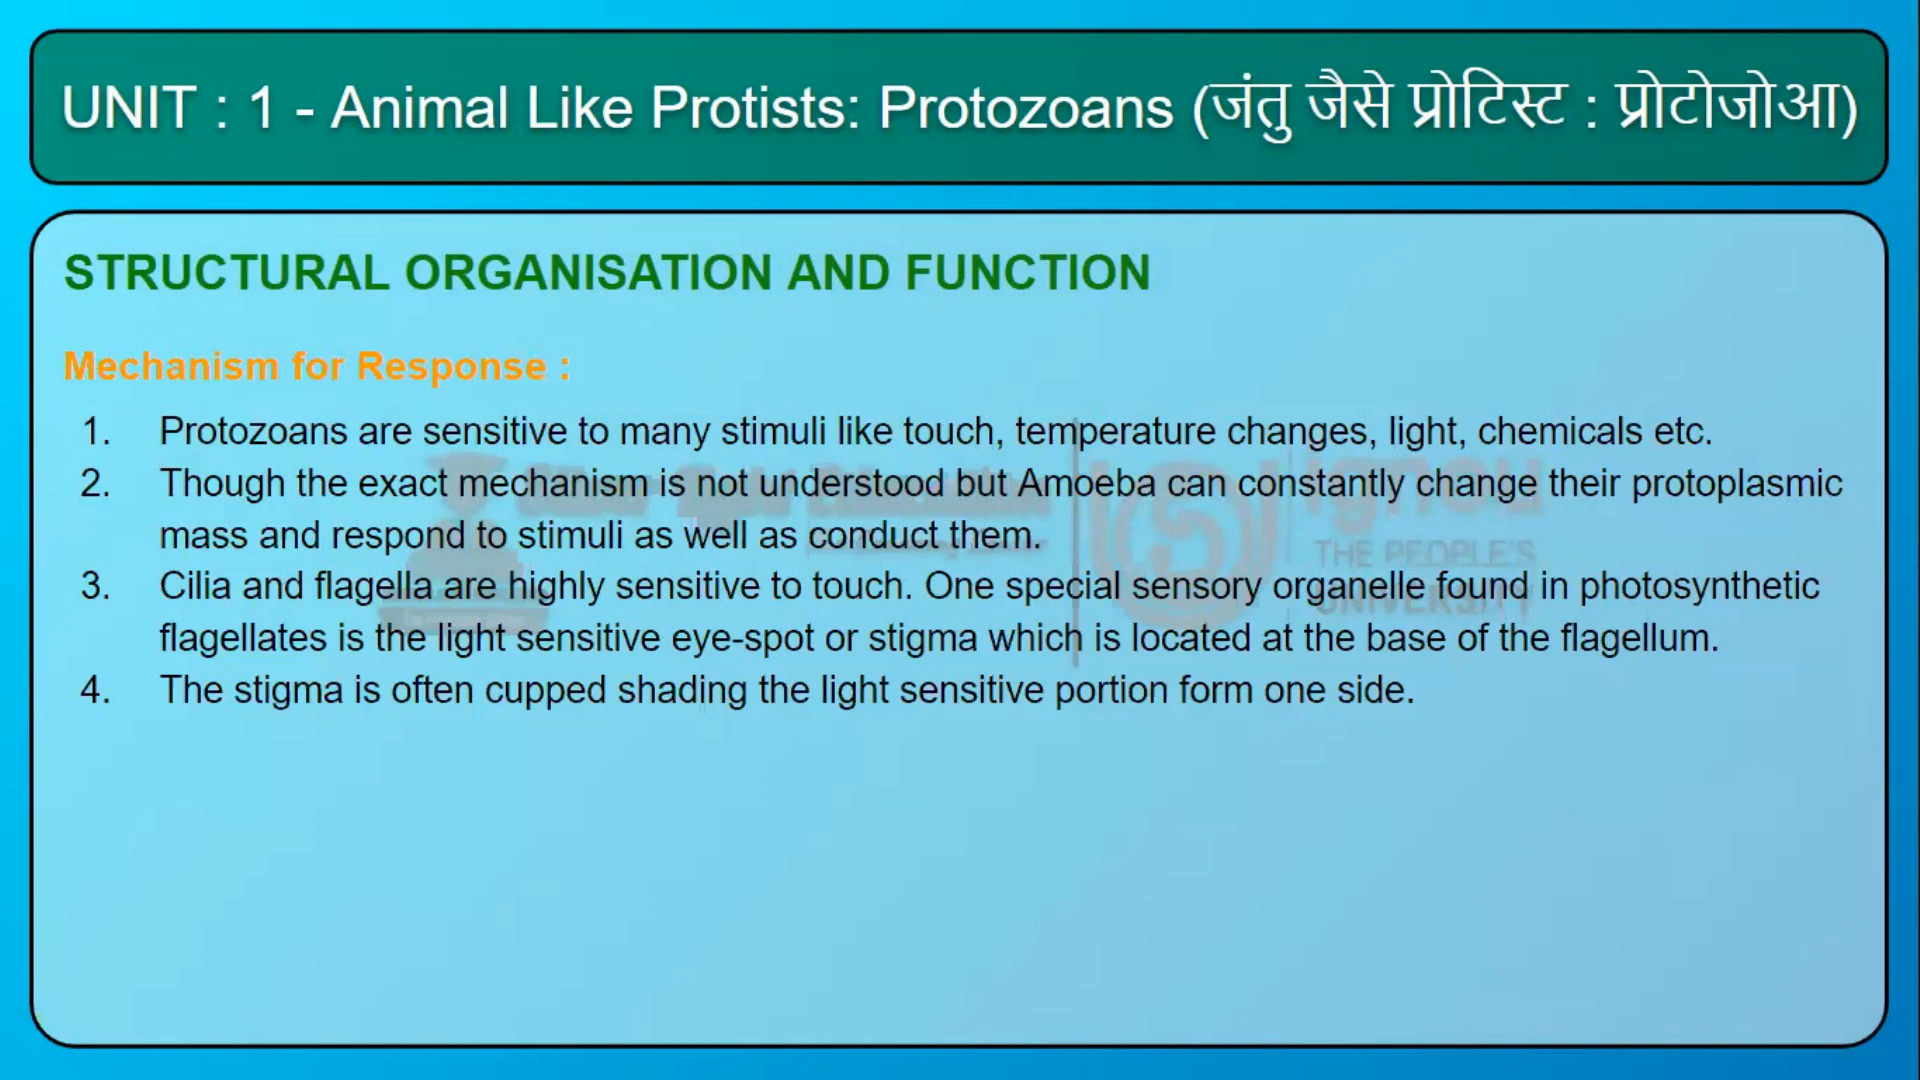 UNIT : 1 - Animal Like Protists: Protozoans (जंतु जैसे प्रोटिस्ट : प्रोटोजोआ)
STRUCTURAL ORGANISATION AND FUNCTION
Mechanism for Response :
1. Protozoans are sensitive to many stimuli like touch, temperature changes, light, chemicals etc.
2. Though the exact mechanism is not understood but Amoeba can constantly change their protoplasmic
mass and respond to stimuli as well as conduct them.
3. Cilia and flagella are highly sensitive to touch. One special sensory organelle found in photosynthetic
flagellates is the light sensitive eye-spot or stigma which is located at the base of the flagellum.
4. The stigma is often cupped shading the light sensitive portion form one side.
ignou
THE PEOPLE'S
UNIVERSITY